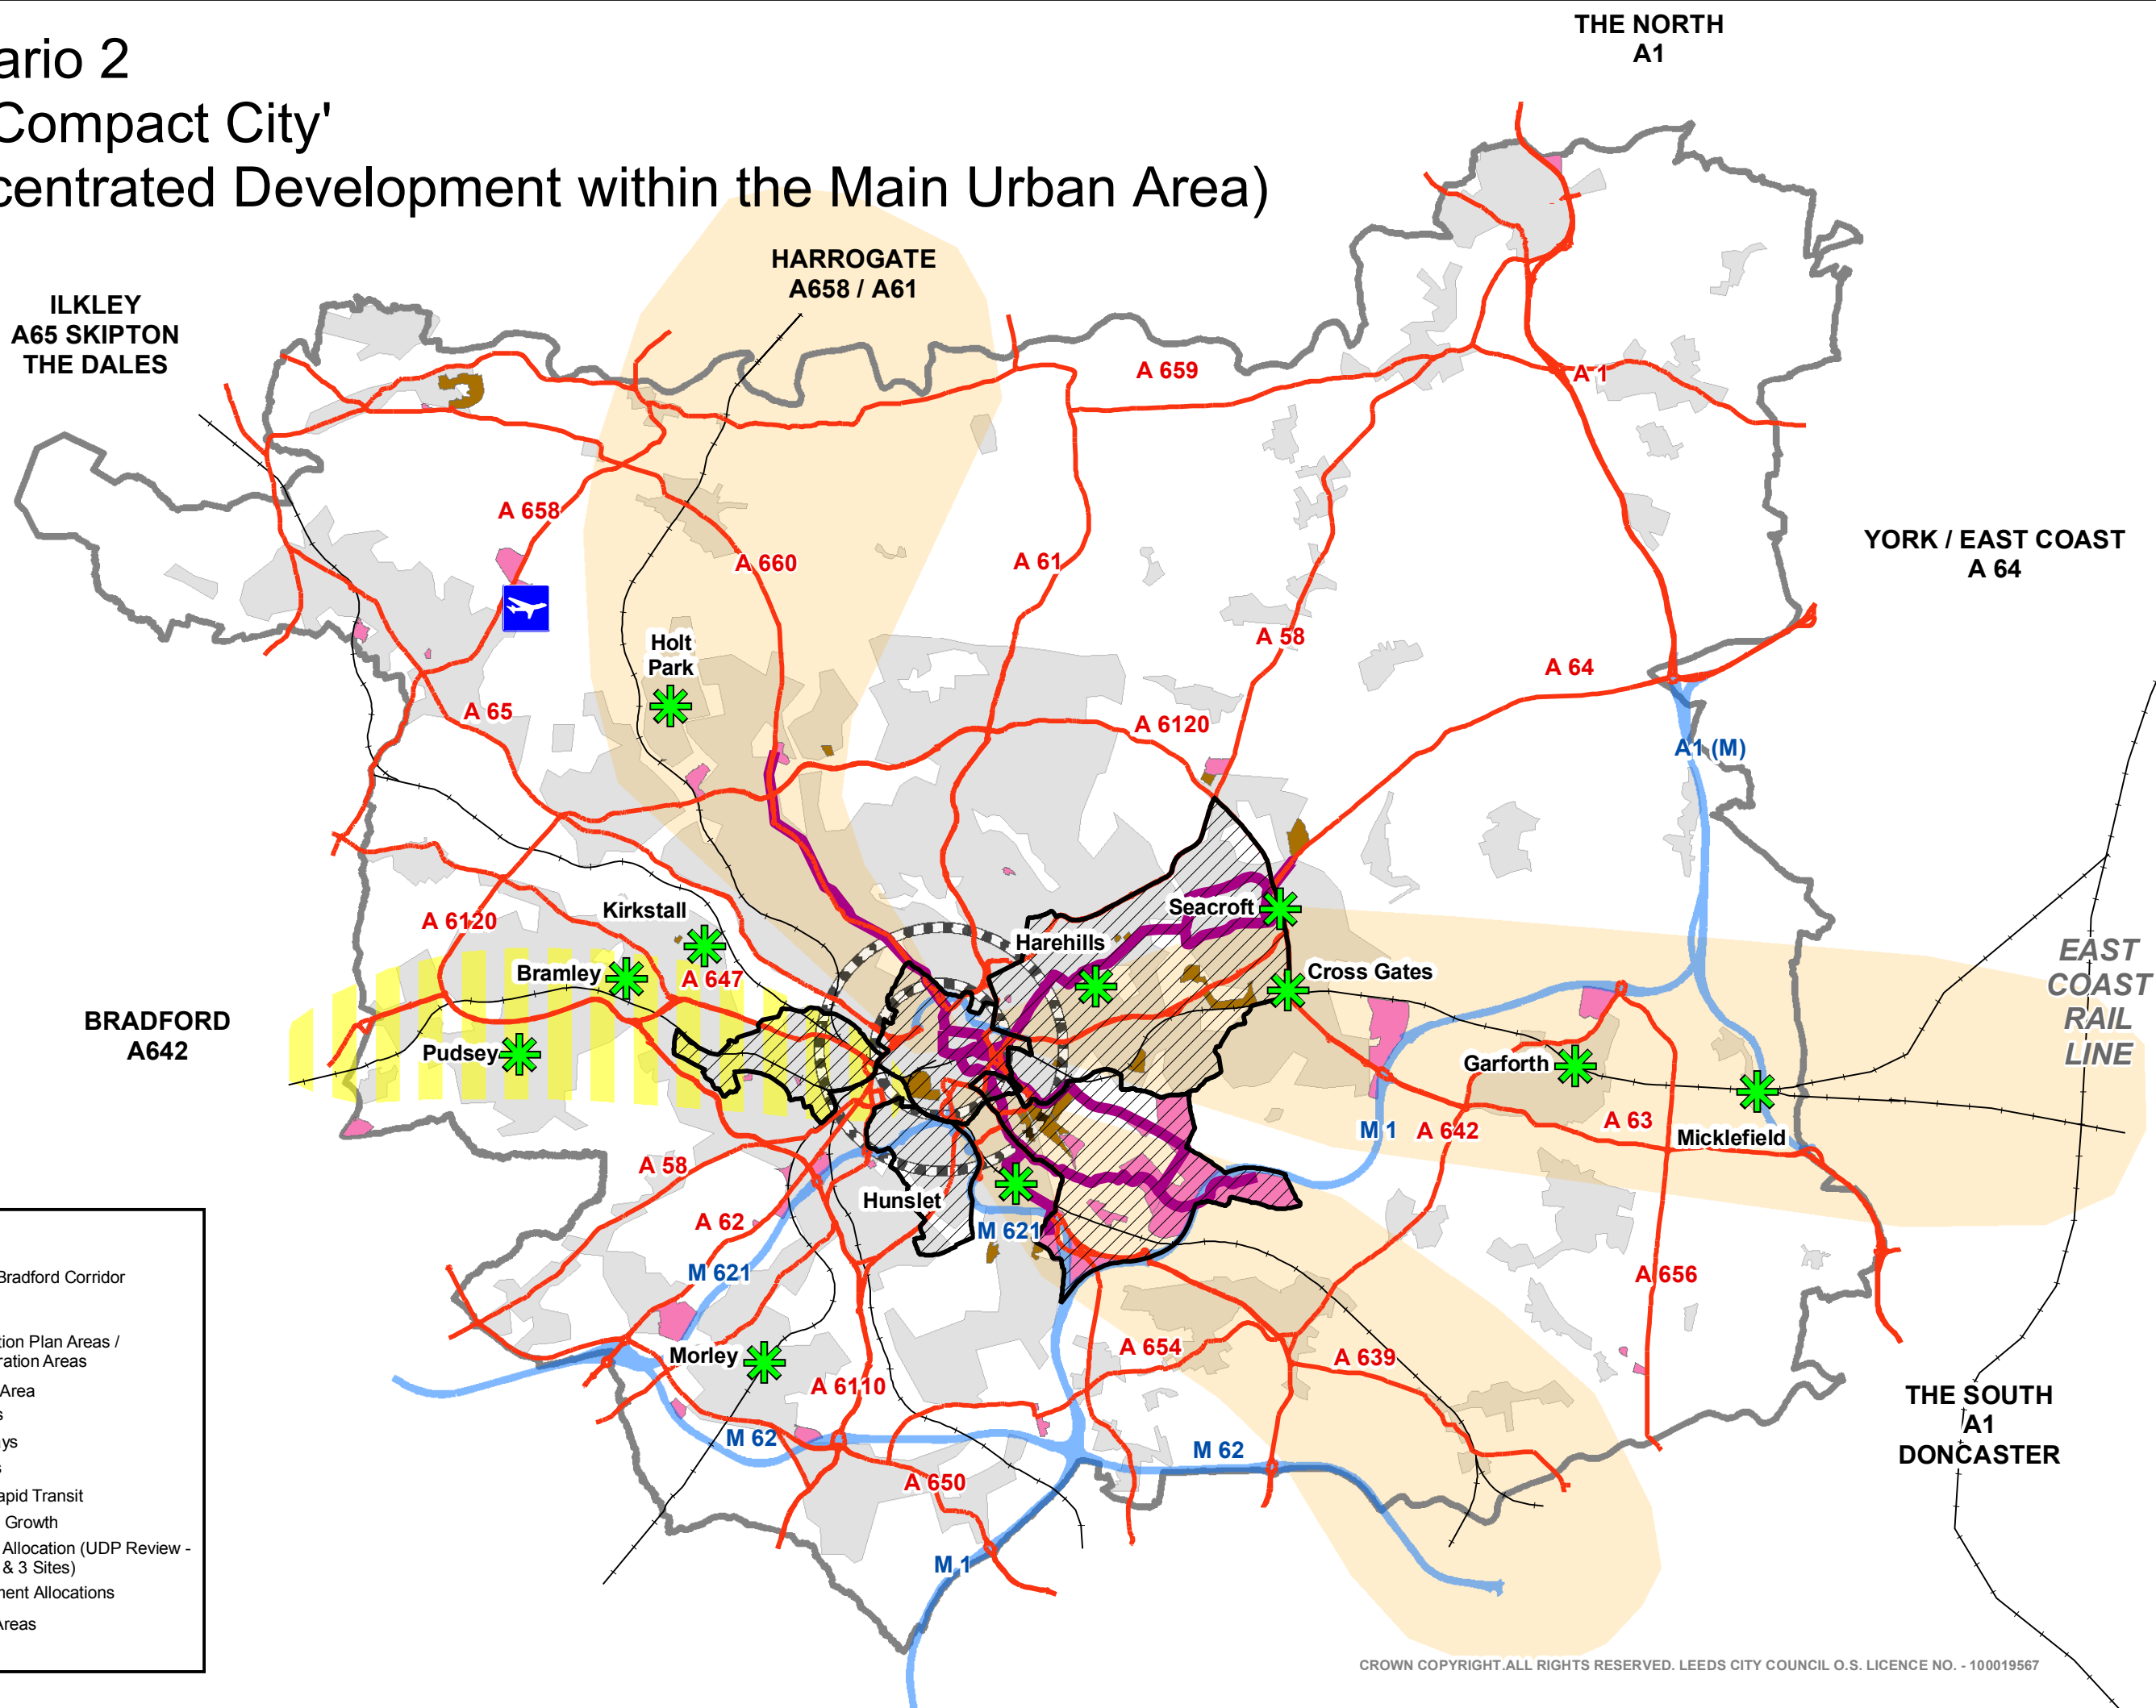 ario 2
Compact City'
centrated Development within the Main Urban Area)
THE NORTH
A1
HARROGATE
A658 / A61
ILKLEY
A65 SKIPTON
THE DALES
A 659
A 1
A 658
A 660
A 61
YORK / EAST COAST
A 64
Holt
Park
A 58
A 64
A 65
A 6120
A1 (M)
Kirkstall
A 6120
Seacroft
Harehills
Bramley
A 647
Cross Gates
EAST
COAST
RAIL
LINE
BRADFORD
A642
Pudsey
Garforth
M 1
A 642
A 63
Micklefield
A 58
Hunslet
A 62
M 621
M 621
A 656
Bradford Corridor
tion Plan Areas /
ration Areas
Area
s
ys
s
apid Transit
Growth
Allocation (UDP Review -
& 3 Sites)
ment Allocations
Areas
Morley
A 654
A 639
A 6110
THE SOUTH
A1
DONCASTER
M 62
M 62
A 650
M 1
CROWN COPYRIGHT.ALL RIGHTS RESERVED. LEEDS CITY COUNCIL O.S. LICENCE NO. - 100019567